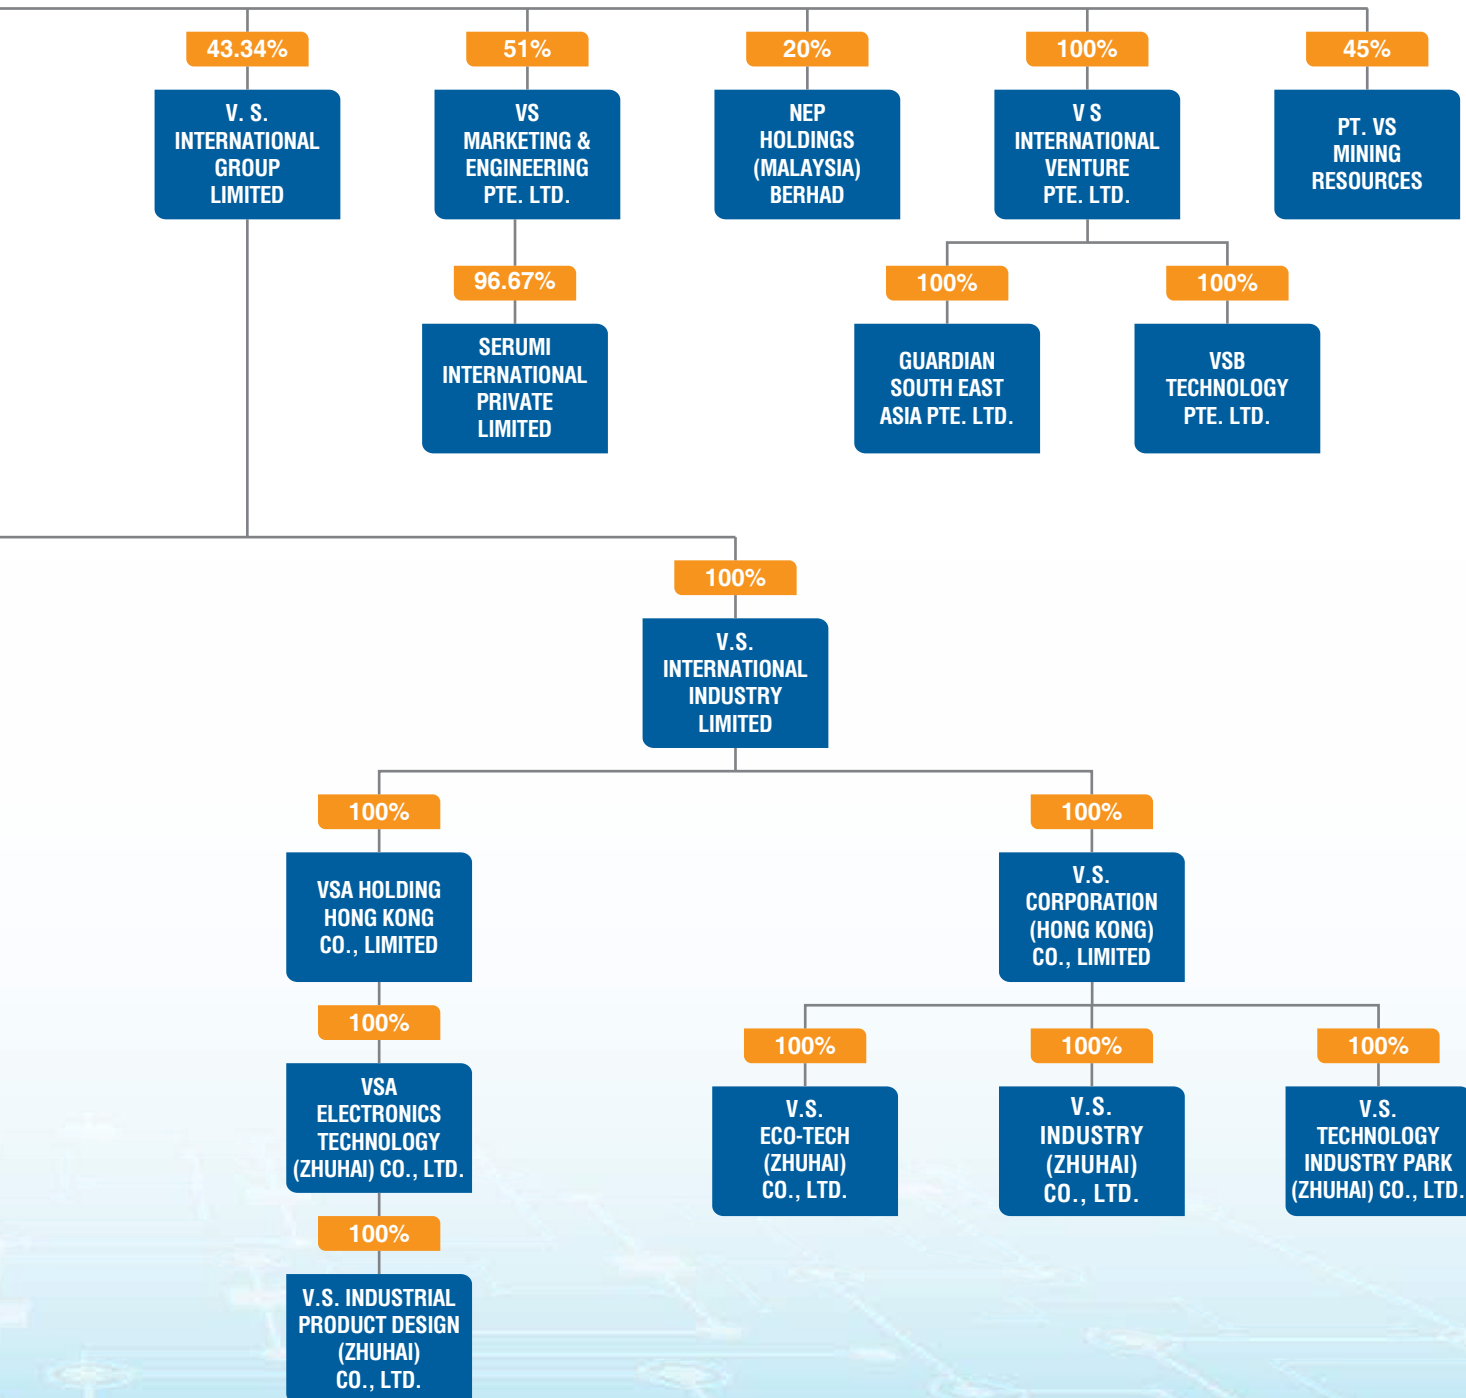 43.34%
51%
20%
100%
45%
V. S.
INTERNATIONAL
GROUP
LIMITED
VS
MARKETING &
ENGINEERING
PTE. LTD.
NEP
HOLDINGS
(MALAYSIA)
BERHAD
V S
INTERNATIONAL
VENTURE
PTE. LTD.
PT. VS
MINING
RESOURCES
96.67%
100%
100%
SERUMI
INTERNATIONAL
PRIVATE
LIMITED
GUARDIAN
SOUTH EAST
ASIA PTE. LTD.
VSB
TECHNOLOGY
PTE. LTD.
100%
V.S.
INTERNATIONAL
INDUSTRY
LIMITED
100%
100%
VSA HOLDING
HONG KONG
CO., LIMITED
V.S.
CORPORATION
(HONG KONG)
CO., LIMITED
100%
100%
100%
100%
VSA
ELECTRONICS
TECHNOLOGY
(ZHUHAI) CO., LTD.
V.S.
ECO-TECH
(ZHUHAI)
CO., LTD.
V.S.
INDUSTRY
(ZHUHAI)
CO., LTD.
V.S.
TECHNOLOGY
INDUSTRY PARK
(ZHUHAI) CO., LTD.
100%
V.S. INDUSTRIAL
PRODUCT DESIGN
(ZHUHAI)
CO., LTD.